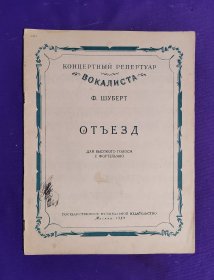 КОНЦЕРТНЫЙ РЕПЕРТУАР
ВОКАЛИСТА
Ф. ШУБЕРТ
ОТЪЕЗД
ДЛЯ ВЫСОКОГО ГОЛОСА
С ФОРТЕПИАНО
ГОСУДАРСТВЕННОЕ МУЗЫКАЛЬНОЕ ИЗДАТЕЛЬСТВО
Москва